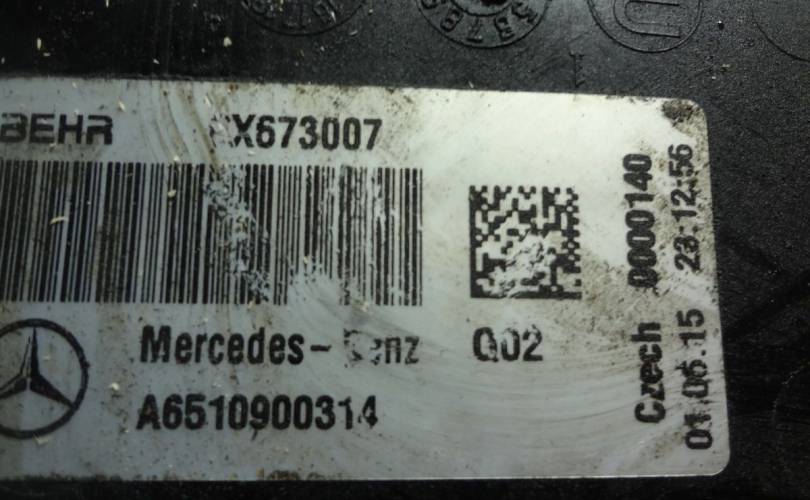 BEHR X673007
Mercedes-Benz Q02
A6510900314
Czech 0000140
01.06.15 23:12:56